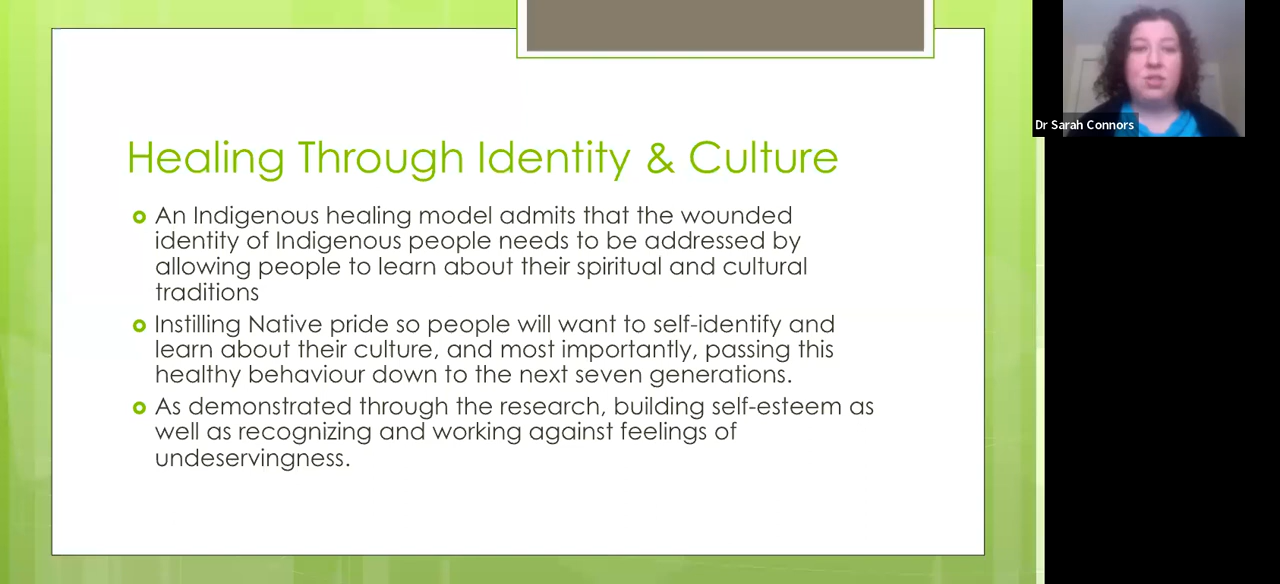 Healing Through Identity & Culture
An Indigenous healing model admits that the wounded
identity of Indigenous people needs to be addressed by
allowing people to learn about their spiritual and cultural
traditions
Instilling Native pride so people will want to self-identify and
learn about their culture, and most importantly, passing this
healthy behaviour down to the next seven generations.
As demonstrated through the research, building self-esteem as
well as recognizing and working against feelings of
undeservingness.
Dr Sarah Connors